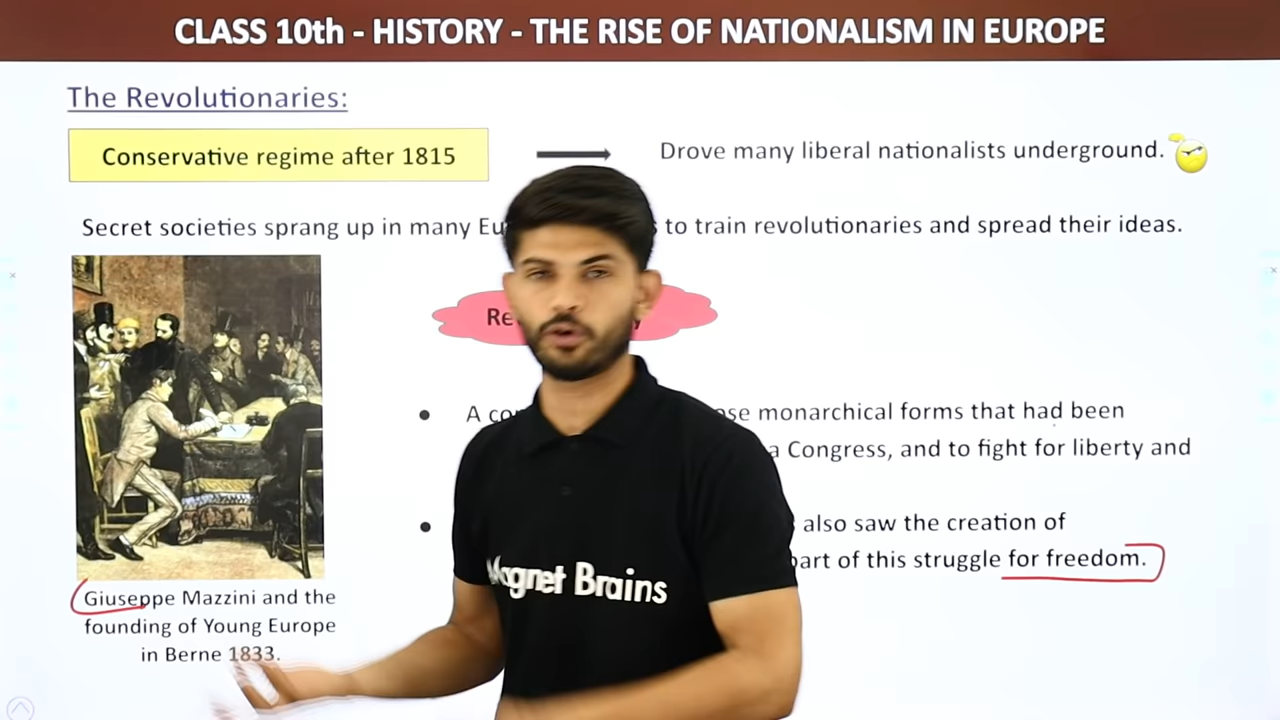 CLASS 10th - HISTORY - THE RISE OF NATIONALISM IN EUROPE
The Revolutionaries:
Conservative regime after 1815
Drove many liberal nationalists underground.
Secret societies sprang up in many Eu s to train revolutionaries and spread their ideas.
Re y
• A co se monarchical forms that had been
a Congress, and to fight for liberty and
• also saw the creation of
part of this struggle for freedom.
Magnet Brains
Giuseppe Mazzini and the
founding of Young Europe
in Berne 1833.